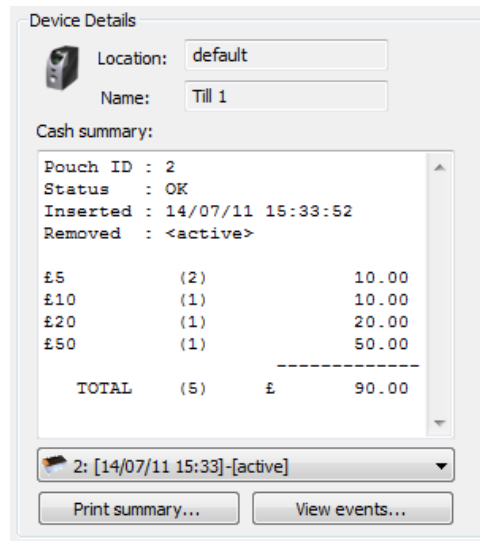 Device Details
Location: default
Name: Till 1
Cash summary:
Pouch ID : 2
Status : OK
Inserted : 14/07/11 15:33:52
Removed : <active>
£5 (2) 10.00
£10 (1) 10.00
£20 (1) 20.00
£50 (1) 50.00
-------------
TOTAL (5) £ 90.00
2: [14/07/11 15:33]-[active]
Print summary... View events...